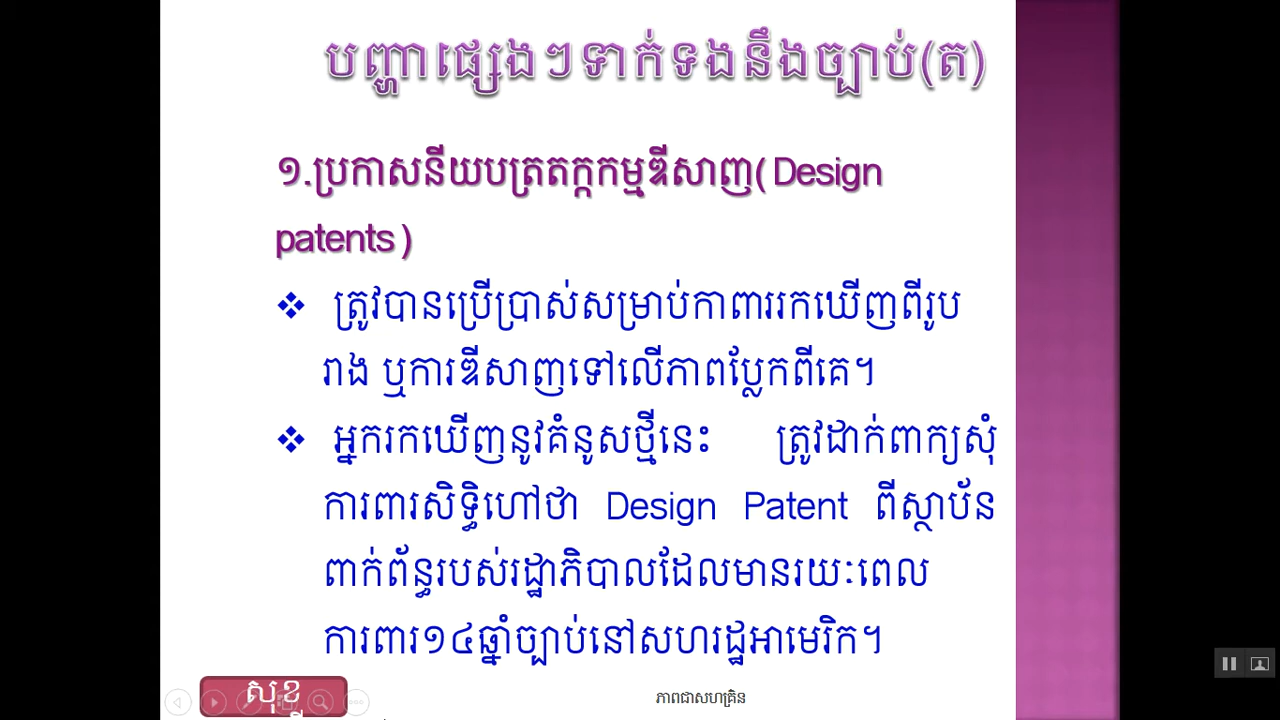 បញ្ហាផ្សេងៗទាក់ទងនឹងច្បាប់(ត)
១.ប្រកាសនីយបត្រតក្កកម្មឌីសាញ( Design
patents )
❖ ត្រូវបានប្រើប្រាស់សម្រាប់កាពាររកឃើញពីរូប
រាង ឬការឌីសាញទៅលើភាពប្លែកពីគេ។
❖ អ្នករកឃើញនូវគំនូសថ្មីនេះ ត្រូវដាក់ពាក្យសុំ
ការពារសិទ្ធិហៅថា Design Patent ពីស្ថាប័ន
ពាក់ព័ន្ធរបស់រដ្ឋាភិបាលដែលមានរយៈពេល
ការពារ១៤ឆ្នាំច្បាប់នៅសហរដ្ឋអាមេរិក។
សុខ
ភាពជាសហគ្រិន